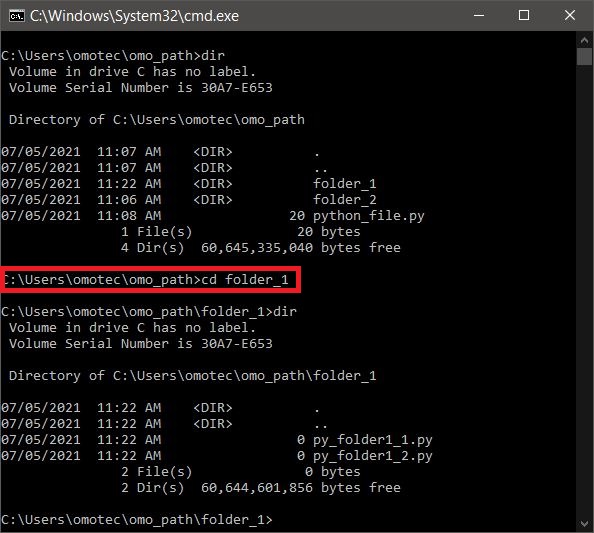 C:\Windows\System32\cmd.exe
C:\Users\omotec\omo_path>dir
Volume in drive C has no label.
Volume Serial Number is 30A7-E653
Directory of C:\Users\omotec\omo_path
07/05/2021  11:07 AM    <DIR>          .
07/05/2021  11:07 AM    <DIR>          ..
07/05/2021  11:22 AM    <DIR>          folder_1
07/05/2021  11:06 AM    <DIR>          folder_2
07/05/2021  11:08 AM                20 python_file.py
1 File(s)             20 bytes
4 Dir(s)  60,645,335,040 bytes free
C:\Users\omotec\omo_path>cd folder_1
C:\Users\omotec\omo_path\folder_1>dir
Volume in drive C has no label.
Volume Serial Number is 30A7-E653
Directory of C:\Users\omotec\omo_path\folder_1
07/05/2021  11:22 AM    <DIR>          .
07/05/2021  11:22 AM    <DIR>          ..
07/05/2021  11:22 AM                 0 py_folder1_1.py
07/05/2021  11:22 AM                 0 py_folder1_2.py
2 File(s)              0 bytes
2 Dir(s)  60,644,601,856 bytes free
C:\Users\omotec\omo_path\folder_1>